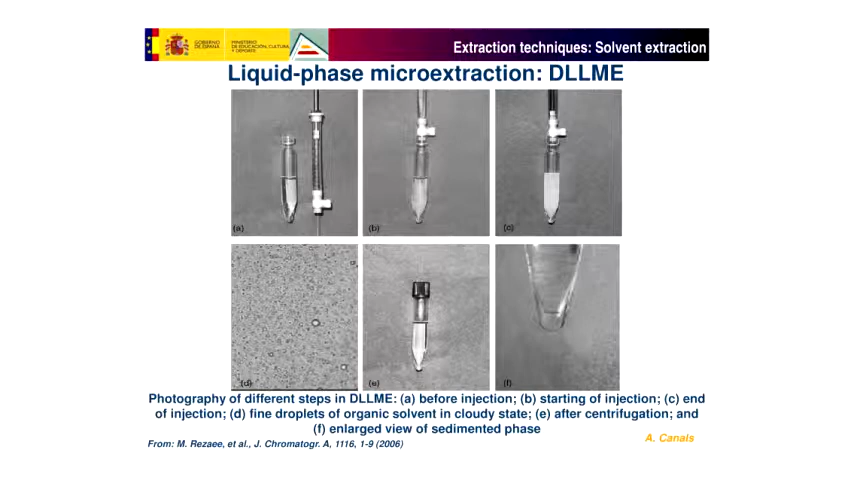 GOBIERNO
DE ESPAÑA
MINISTERIO
DE EDUCACIÓN, CULTURA
Y DEPORTE
Extraction techniques: Solvent extraction
Liquid-phase microextraction: DLLME
(a)
(b)
(c)
(d)
(e)
(f)
Photography of different steps in DLLME: (a) before injection; (b) starting of injection; (c) end
of injection; (d) fine droplets of organic solvent in cloudy state; (e) after centrifugation; and
(f) enlarged view of sedimented phase
A. Canals
From: M. Rezaee, et al., J. Chromatogr. A, 1116, 1-9 (2006)